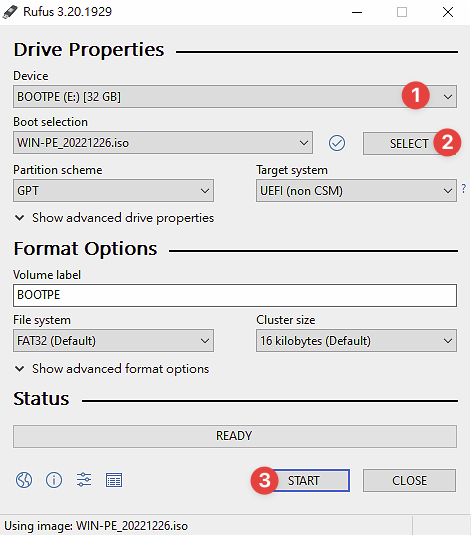 Rufus 3.20.1929
Drive Properties
Device
BOOTPE (E:) [32 GB]
1
Boot selection
WIN-PE_20221226.iso
SELECT
2
Partition scheme
Target system
GPT
UEFI (non CSM)
?
Show advanced drive properties
Format Options
Volume label
BOOTPE
File system
Cluster size
FAT32 (Default)
16 kilobytes (Default)
Show advanced format options
Status
READY
3
START
CLOSE
Using image: WIN-PE_20221226.iso